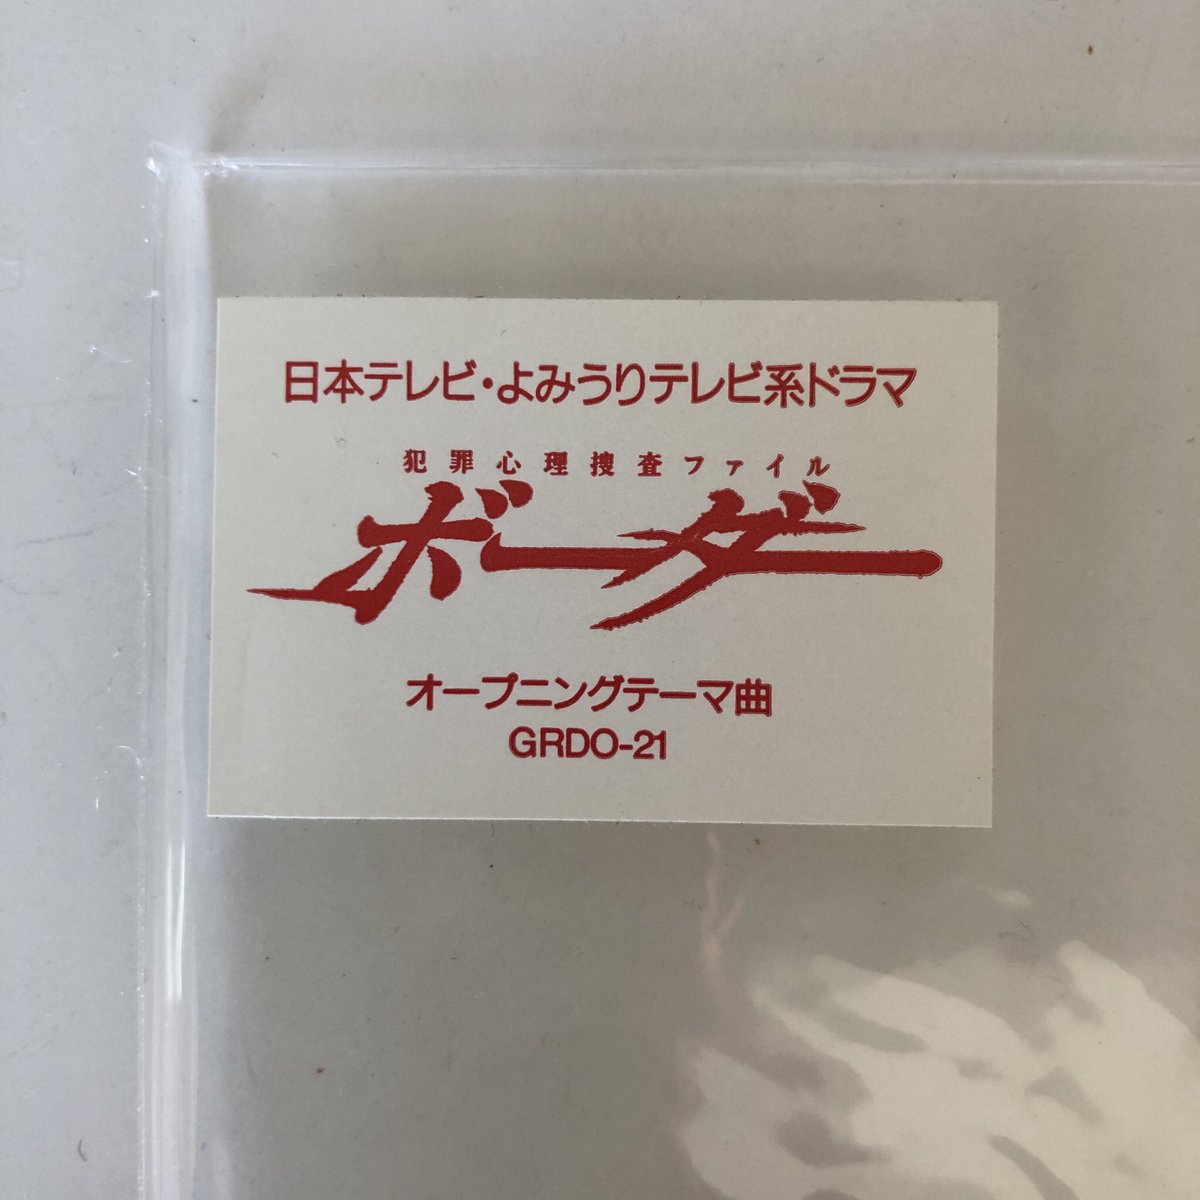 日本テレビ・よみうりテレビ系ドラマ
犯罪心理捜査ファイル
ボーダー
オープニングテーマ曲
GRDO-21